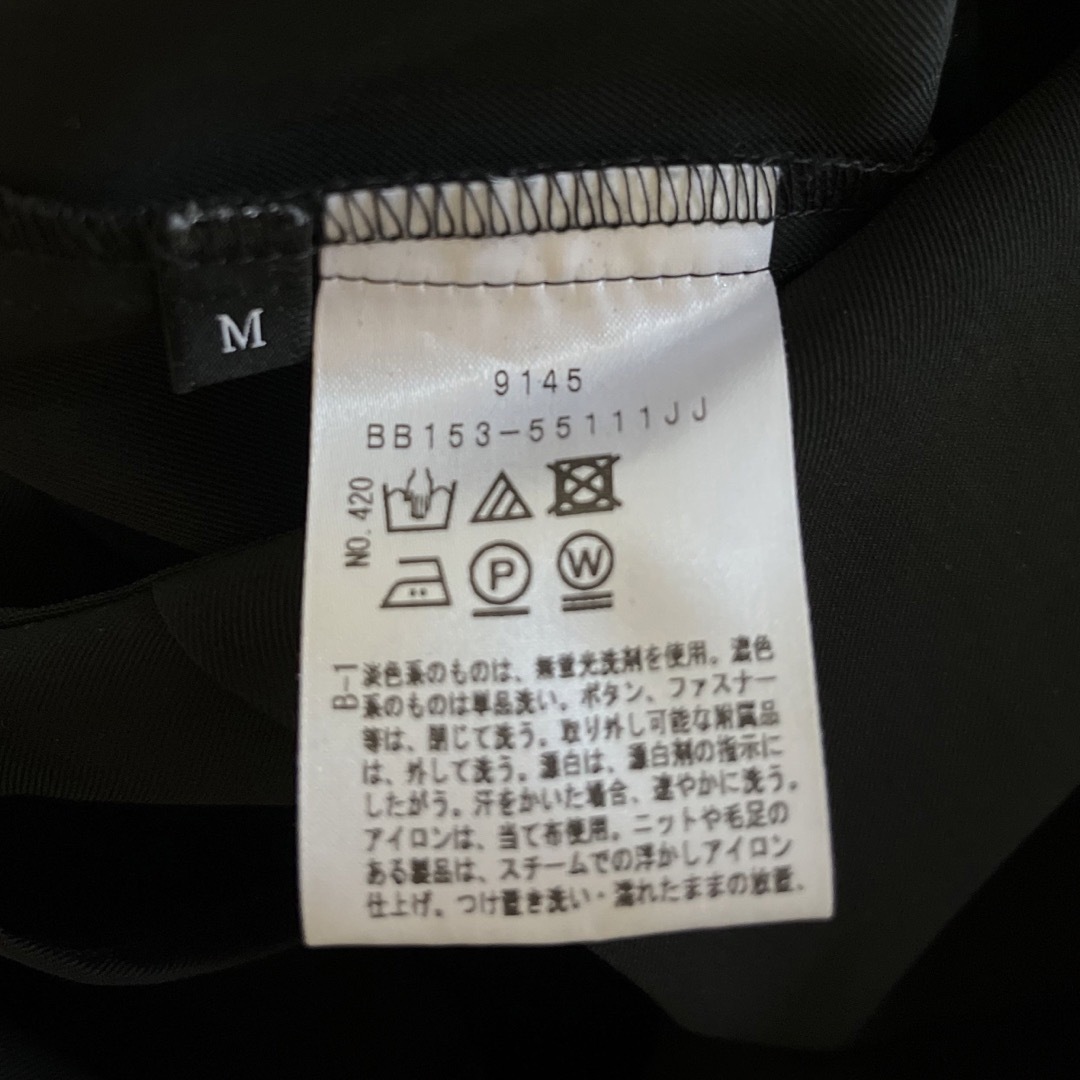 M
9145
BB153-55111JJ
NO. 420
P
W
B-1
淡色系のものは、無蛍光洗剤を使用。濃色
系のものは単品洗い。ボタン、ファスナー
等は、閉じて洗う。取り外し可能な附属品
は、外して洗う。漂白は、漂白剤の指示に
したがう。汗をかいた場合、速やかに洗う。
アイロンは、当て布使用。ニットや毛足の
ある製品は、スチームでの浮かしアイロン
仕上げ。つけ置き洗い・濡れたままの放置、